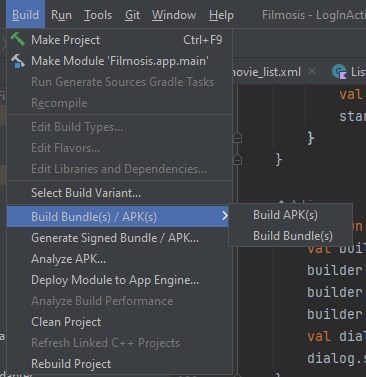 Build Run Tools Git Window Help Filmosis - LogInActi
Make Project Ctrl+F9
Make Module 'Filmosis.app.main'
Run Generate Sources Gradle Tasks
Recompile
Edit Build Types...
Edit Flavors...
Edit Libraries and Dependencies...
Select Build Variant...
Build Bundle(s) / APK(s)
Generate Signed Bundle / APK...
Analyze APK...
Deploy Module to App Engine...
Analyze Build Performance
Clean Project
Refresh Linked C++ Projects
Rebuild Project
Build APK(s)
Build Bundle(s)
movie_list.xml
List
val
star
}
}
un
val buil
builder
builder
builder
val dial
dialog.s